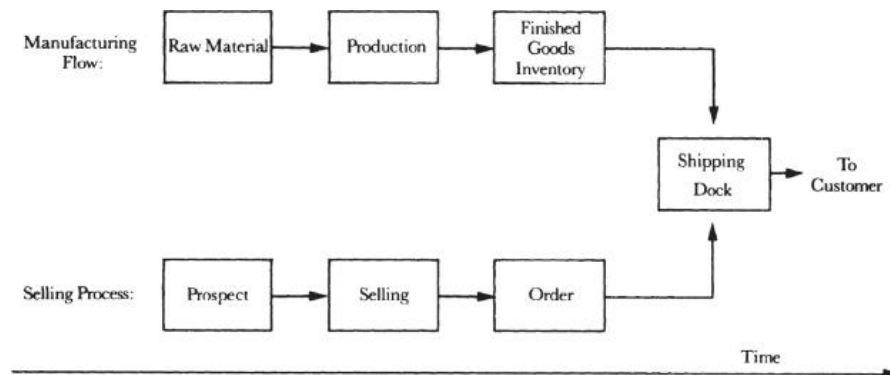 Manufacturing
Flow:
Raw Material
Production
Finished
Goods
Inventory
Shipping
Dock
To
Customer
Selling Process:
Prospect
Selling
Order
Time